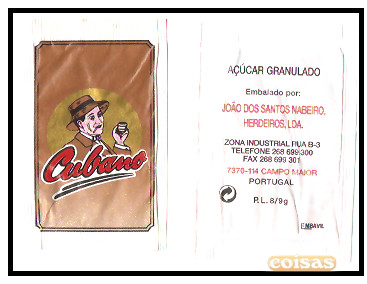 Cubano
AÇÚCAR GRANULADO
Embalado por:
JOÃO DOS SANTOS NABEIRO,
HERDEIROS, LDA.
ZONA INDUSTRIAL RUA B-3
TELEFONE 268 699 300
FAX 268 699 301
7370-114 CAMPO MAIOR
PORTUGAL
P.L. 8/9g
EMBAVIL
coisas